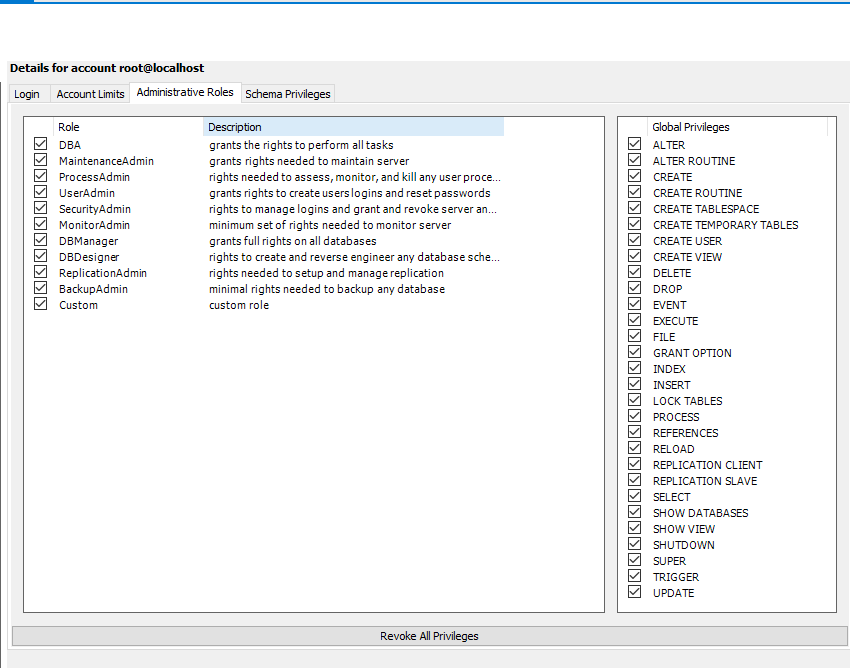 Details for account root@localhost
Login Account Limits Administrative Roles Schema Privileges
Role Description
DBA grants the rights to perform all tasks
MaintenanceAdmin grants rights needed to maintain server
ProcessAdmin rights needed to assess, monitor, and kill any user proce...
UserAdmin grants rights to create users logins and reset passwords
SecurityAdmin rights to manage logins and grant and revoke server an...
MonitorAdmin minimum set of rights needed to monitor server
DBManager grants full rights on all databases
DBDesigner rights to create and reverse engineer any database sche...
ReplicationAdmin rights needed to setup and manage replication
BackupAdmin minimal rights needed to backup any database
Custom custom role
Global Privileges
ALTER
ALTER ROUTINE
CREATE
CREATE ROUTINE
CREATE TABLESPACE
CREATE TEMPORARY TABLES
CREATE USER
CREATE VIEW
DELETE
DROP
EVENT
EXECUTE
FILE
GRANT OPTION
INDEX
INSERT
LOCK TABLES
PROCESS
REFERENCES
RELOAD
REPLICATION CLIENT
REPLICATION SLAVE
SELECT
SHOW DATABASES
SHOW VIEW
SHUTDOWN
SUPER
TRIGGER
UPDATE
Revoke All Privileges